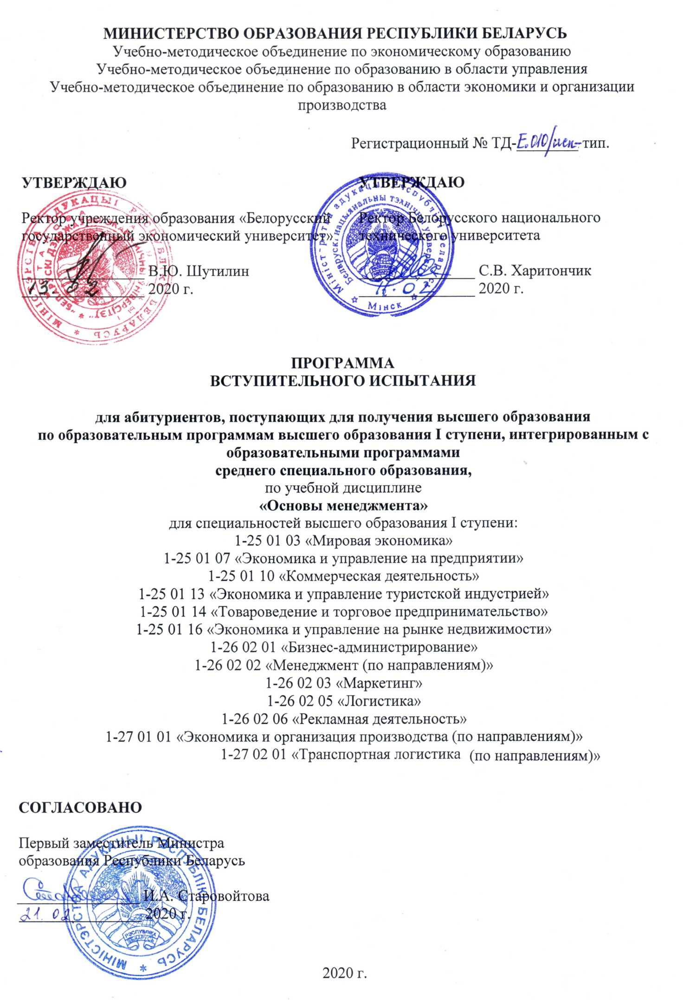 МИНИСТЕРСТВО ОБРАЗОВАНИЯ РЕСПУБЛИКИ БЕЛАРУСЬ
Учебно-методическое объединение по экономическому образованию
Учебно-методическое объединение по образованию в области управления
Учебно-методическое объединение по образованию в области экономики и организации
производства
Регистрационный № ТД-Е.010/исп-тип.
УТВЕРЖДАЮ
Ректор учреждения образования «Белорусский
государственный экономический университет»
В.Ю. Шутилин
13. 02 2020 г.
УТВЕРЖДАЮ
Ректор Белорусского национального
технического университета
С.В. Харитончик
11. 02 2020 г.
ПРОГРАММА
ВСТУПИТЕЛЬНОГО ИСПЫТАНИЯ
для абитуриентов, поступающих для получения высшего образования
по образовательным программам высшего образования I ступени, интегрированным с
образовательными программами
среднего специального образования,
по учебной дисциплине
«Основы менеджмента»
для специальностей высшего образования I ступени:
1-25 01 03 «Мировая экономика»
1-25 01 07 «Экономика и управление на предприятии»
1-25 01 10 «Коммерческая деятельность»
1-25 01 13 «Экономика и управление туристской индустрией»
1-25 01 14 «Товароведение и торговое предпринимательство»
1-25 01 16 «Экономика и управление на рынке недвижимости»
1-26 02 01 «Бизнес-администрирование»
1-26 02 02 «Менеджмент (по направлениям)»
1-26 02 03 «Маркетинг»
1-26 02 05 «Логистика»
1-26 02 06 «Рекламная деятельность»
1-27 01 01 «Экономика и организация производства (по направлениям)»
1-27 02 01 «Транспортная логистика (по направлениям)»
СОГЛАСОВАНО
Первый заместитель Министра
образования Республики Беларусь
И.А. Старовойтова
21. 02. 2020 г.
МІНІСТЭРСТВА АДУКАЦЫІ РЭСПУБЛІКІ БЕЛАРУСЬ
РЭСПУБЛІКА
БЕЛАРУСЬ
2020 г.